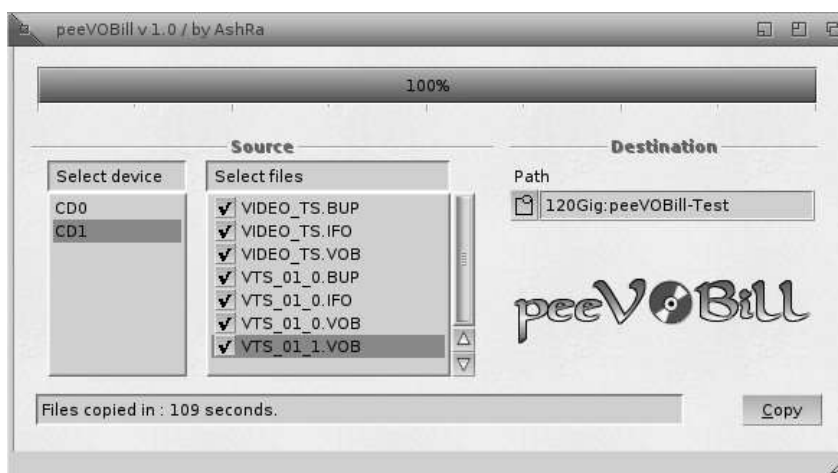 peeVOBill v 1.0 / by AshRa
100%
Source
Destination
Select device
Select files
Path
CD0
CD1
VIDEO_TS.BUP
VIDEO_TS.IFO
VIDEO_TS.VOB
VTS_01_0.BUP
VTS_01_0.IFO
VTS_01_0.VOB
VTS_01_1.VOB
120Gig:peeVOBill-Test
peeVOBill
Files copied in : 109 seconds.
Copy